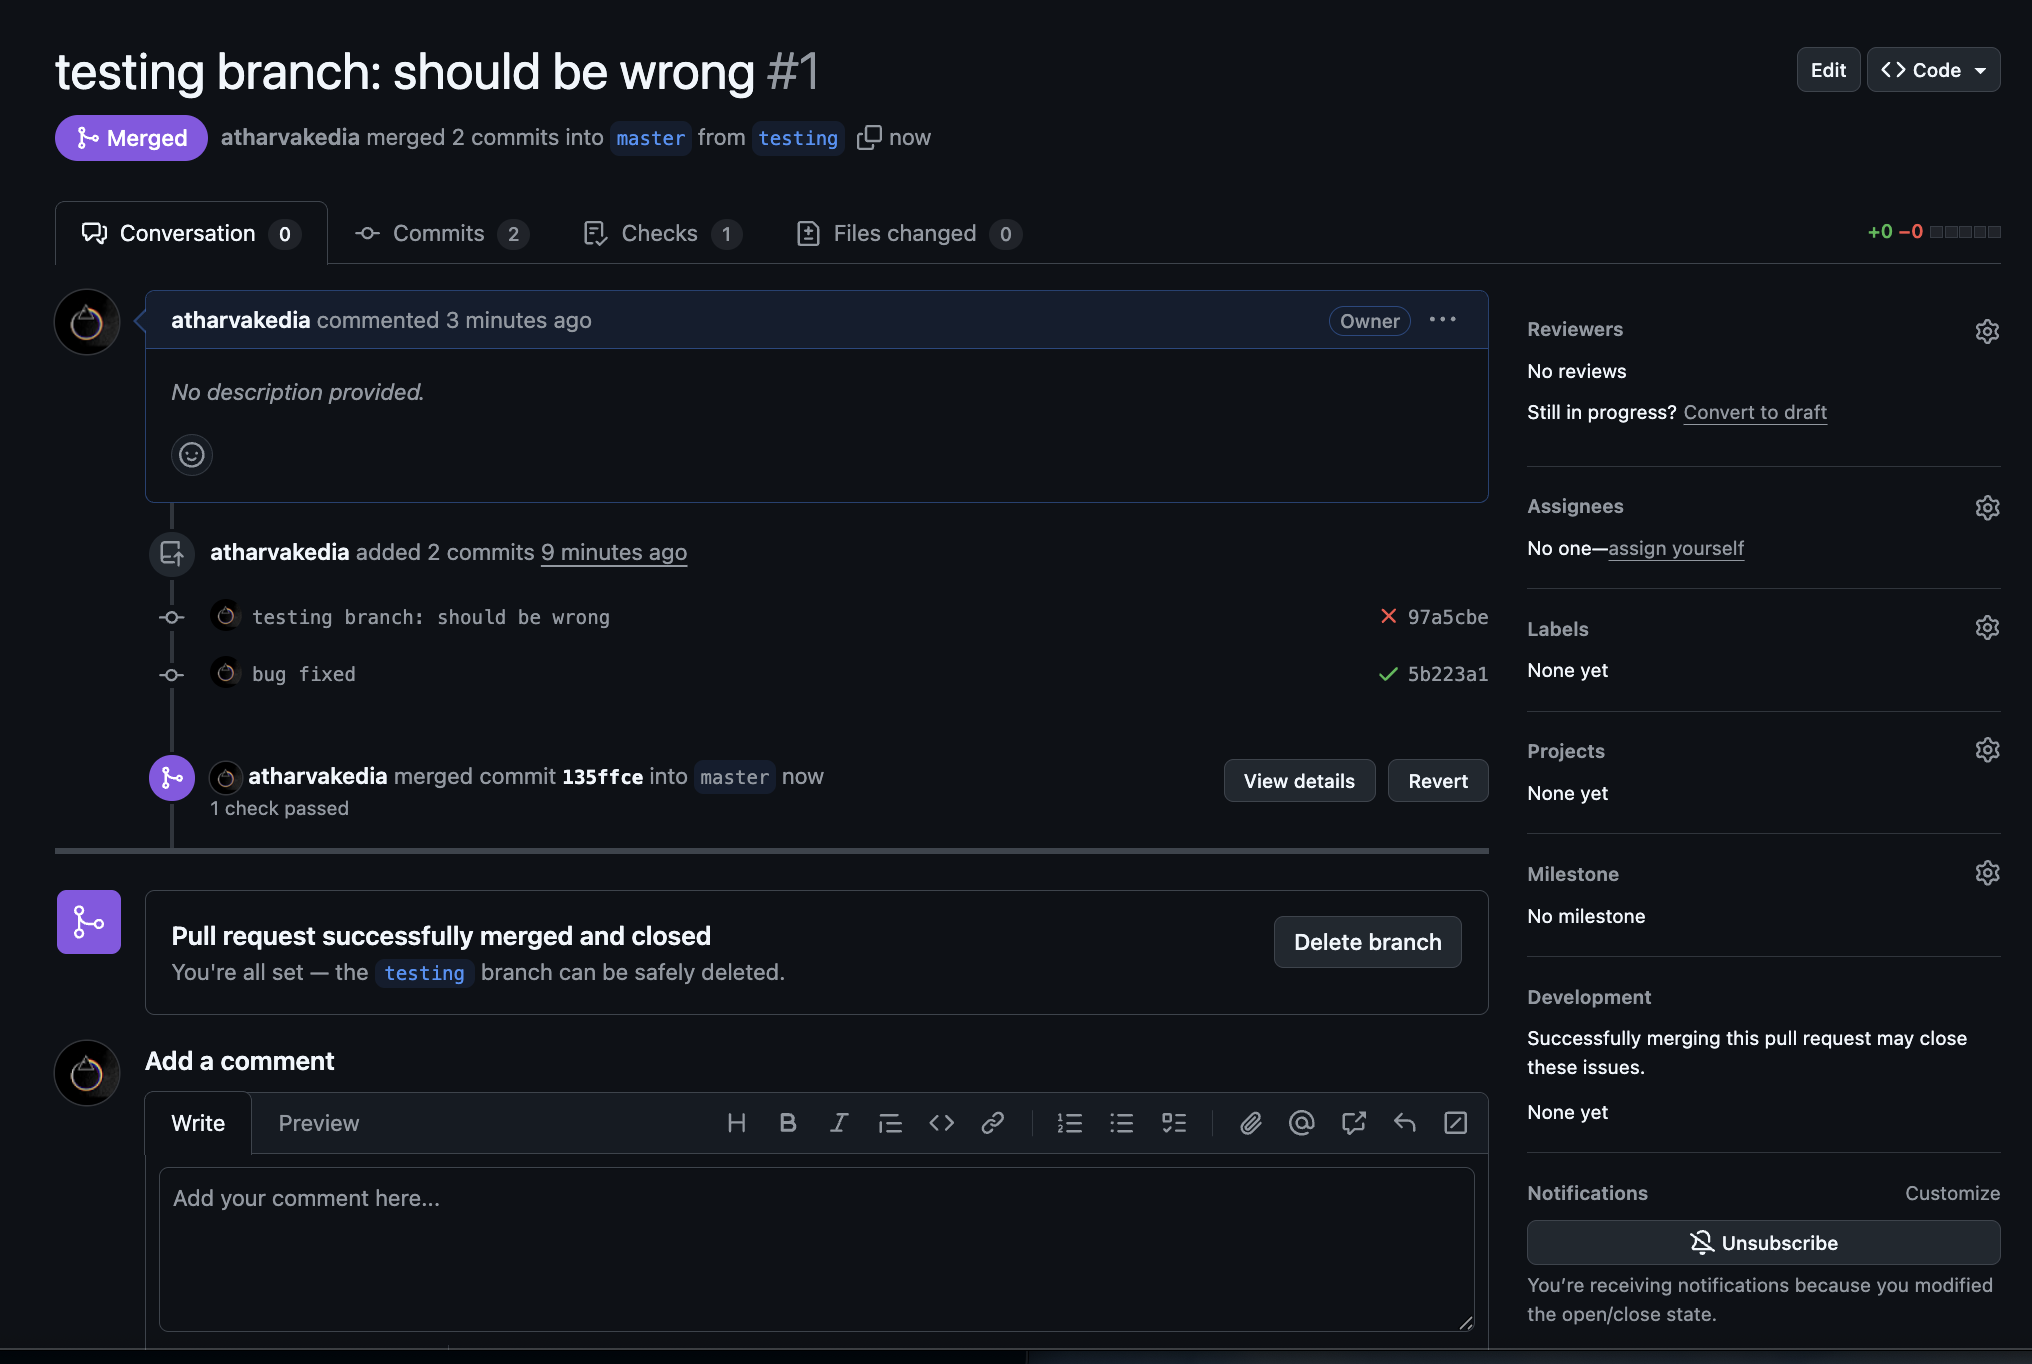 testing branch: should be wrong #1
Edit
Code
Merged
atharvakedia merged 2 commits into master from testing now
Conversation 0
Commits 2
Checks 1
Files changed 0
+0 −0
atharvakedia commented 3 minutes ago
Owner
No description provided.
atharvakedia added 2 commits 9 minutes ago
testing branch: should be wrong
97a5cbe
bug fixed
5b223a1
atharvakedia merged commit 135ffce into master now
1 check passed
View details
Revert
Pull request successfully merged and closed
You're all set — the testing branch can be safely deleted.
Delete branch
Add a comment
Write
Preview
Add your comment here...
Reviewers
No reviews
Still in progress? Convert to draft
Assignees
No one—assign yourself
Labels
None yet
Projects
None yet
Milestone
No milestone
Development
Successfully merging this pull request may close
these issues.
None yet
Notifications
Customize
Unsubscribe
You’re receiving notifications because you modified
the open/close state.